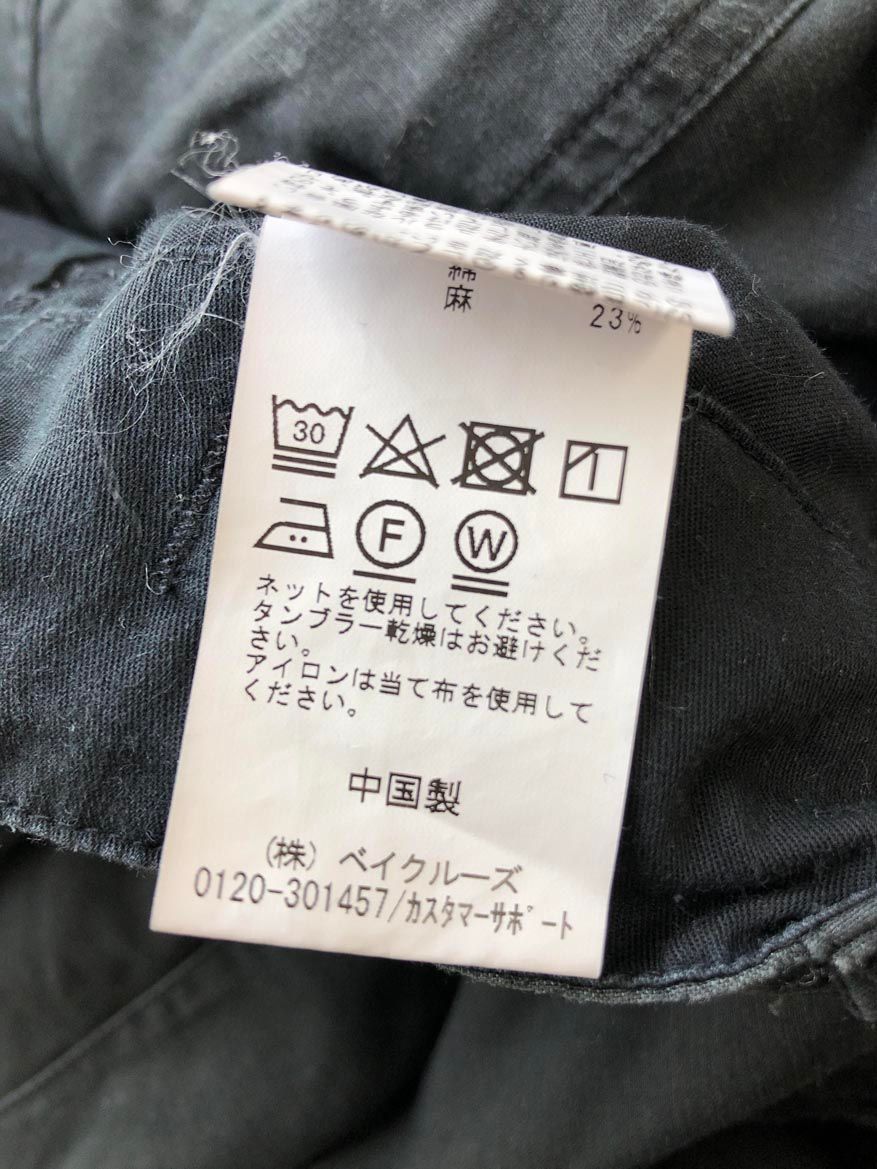 綿
麻 23%
30
F W
ネットを使用してください。
タンブラー乾燥はお避けくだ
さい。
アイロンは当て布を使用して
ください。
中国製
(株) ベイクルーズ
0120-301457/カスタマーサポート